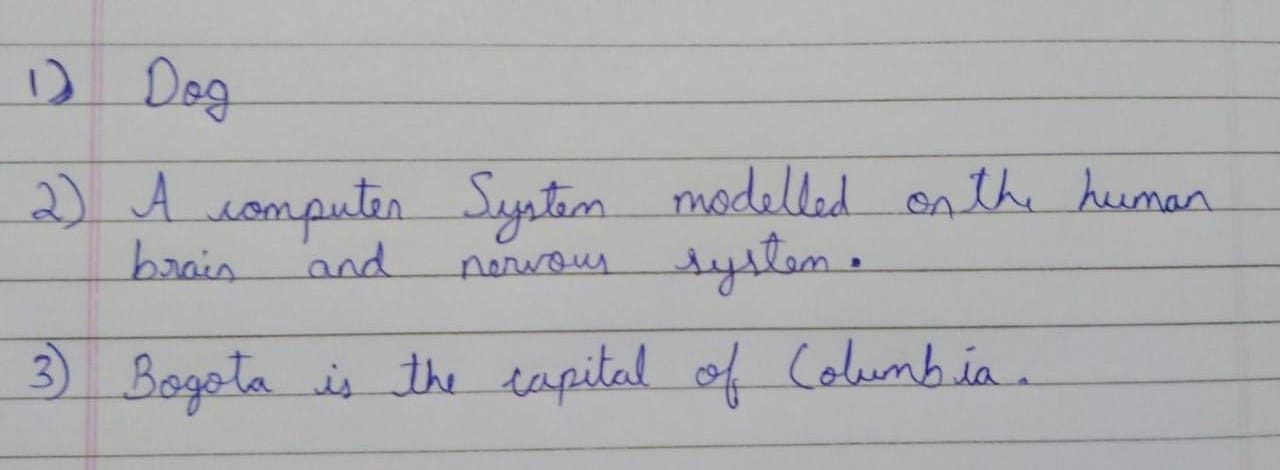 1) Dog
2) A computer System modelled on the human
brain and nervous system.
3) Bogota is the capital of Columbia.